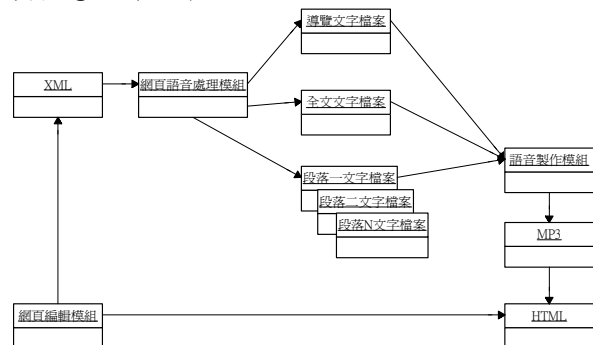 導覽文字檔案
XML
網頁語音處理模組
全文文字檔案
語音製作模組
段落一文字檔案
段落二文字檔案
段落N文字檔案
MP3
網頁編輯模組
HTML